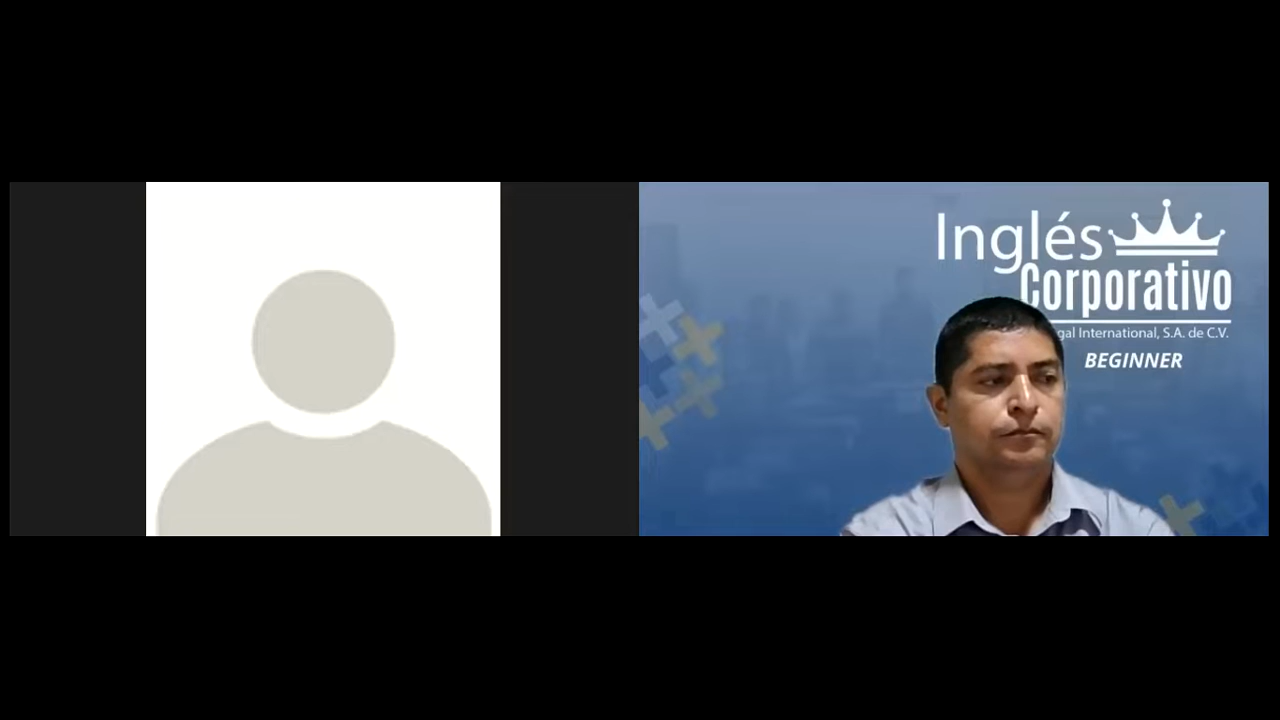 Inglés
Corporativo
International, S.A. de C.V.
BEGINNER